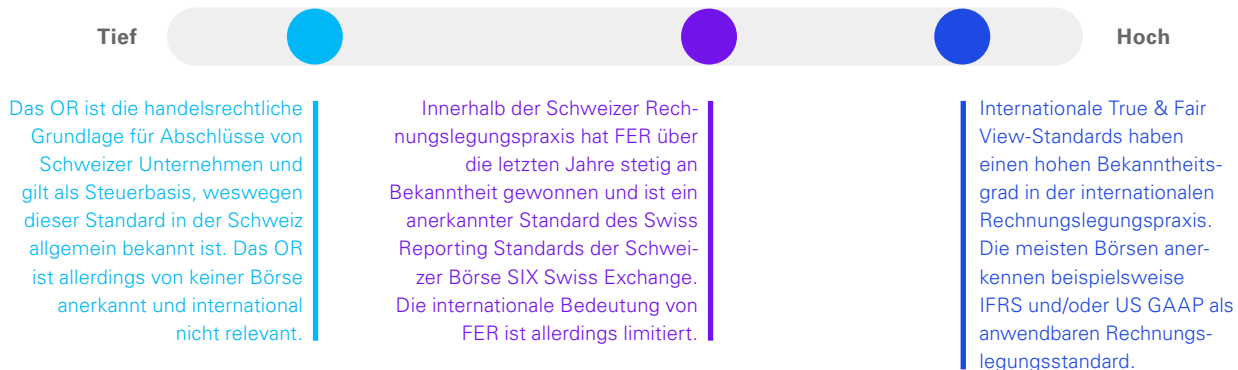 Tief
Hoch
Das OR ist die handelsrechtliche
Grundlage für Abschlüsse von
Schweizer Unternehmen und
gilt als Steuerbasis, weswegen
dieser Standard in der Schweiz
allgemein bekannt ist. Das OR
ist allerdings von keiner Börse
anerkannt und international
nicht relevant.
Innerhalb der Schweizer Rech-
nungslegungspraxis hat FER über
die letzten Jahre stetig an
Bekanntheit gewonnen und ist ein
anerkannter Standard des Swiss
Reporting Standards der Schwei-
zer Börse SIX Swiss Exchange.
Die internationale Bedeutung von
FER ist allerdings limitiert.
Internationale True & Fair
View-Standards haben
einen hohen Bekanntheits-
grad in der internationalen
Rechnungslegungspraxis.
Die meisten Börsen aner-
kennen beispielsweise
IFRS und/oder US GAAP als
anwendbaren Rechnungs-
legungsstandard.